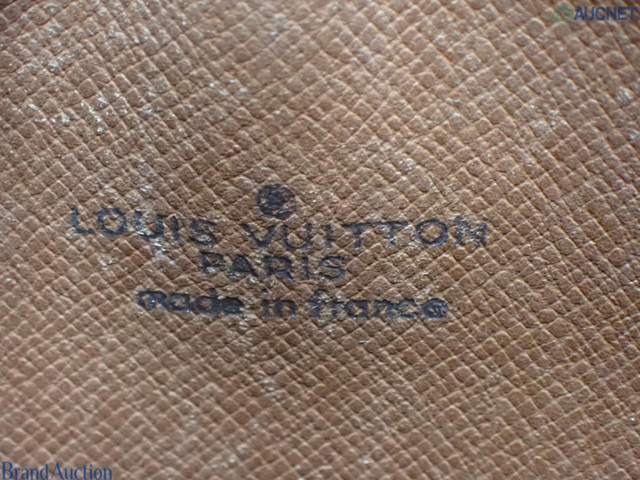 AUCNET
LOUIS VUITTON
PARIS
made in france
Brand Auction